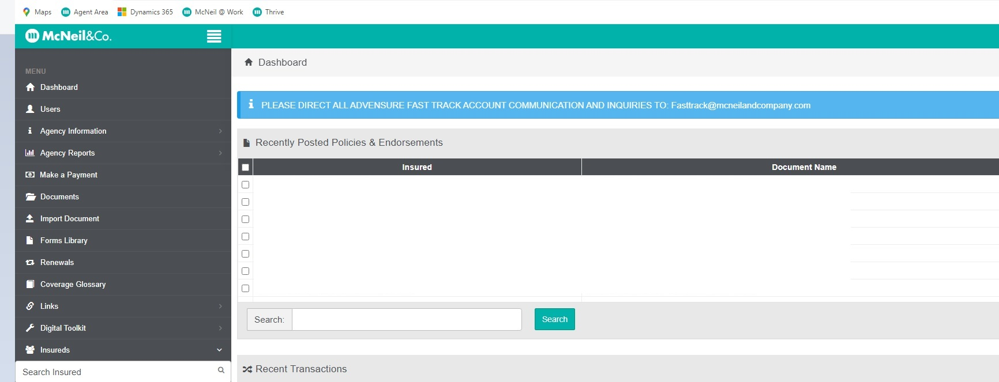 Maps Agent Area Dynamics 365 McNeil @ Work Thrive
McNeil&Co.
Dashboard
MENU
Dashboard
Users
Agency Information
Agency Reports
Make a Payment
Documents
Import Document
Forms Library
Renewals
Coverage Glossary
Links
Digital Toolkit
Insureds
Search Insured
PLEASE DIRECT ALL ADVENSURE FAST TRACK ACCOUNT COMMUNICATION AND INQUIRIES TO: Fasttrack@mcneilandcompany.com
Recently Posted Policies & Endorsements
Insured Document Name
Search: Search
Recent Transactions